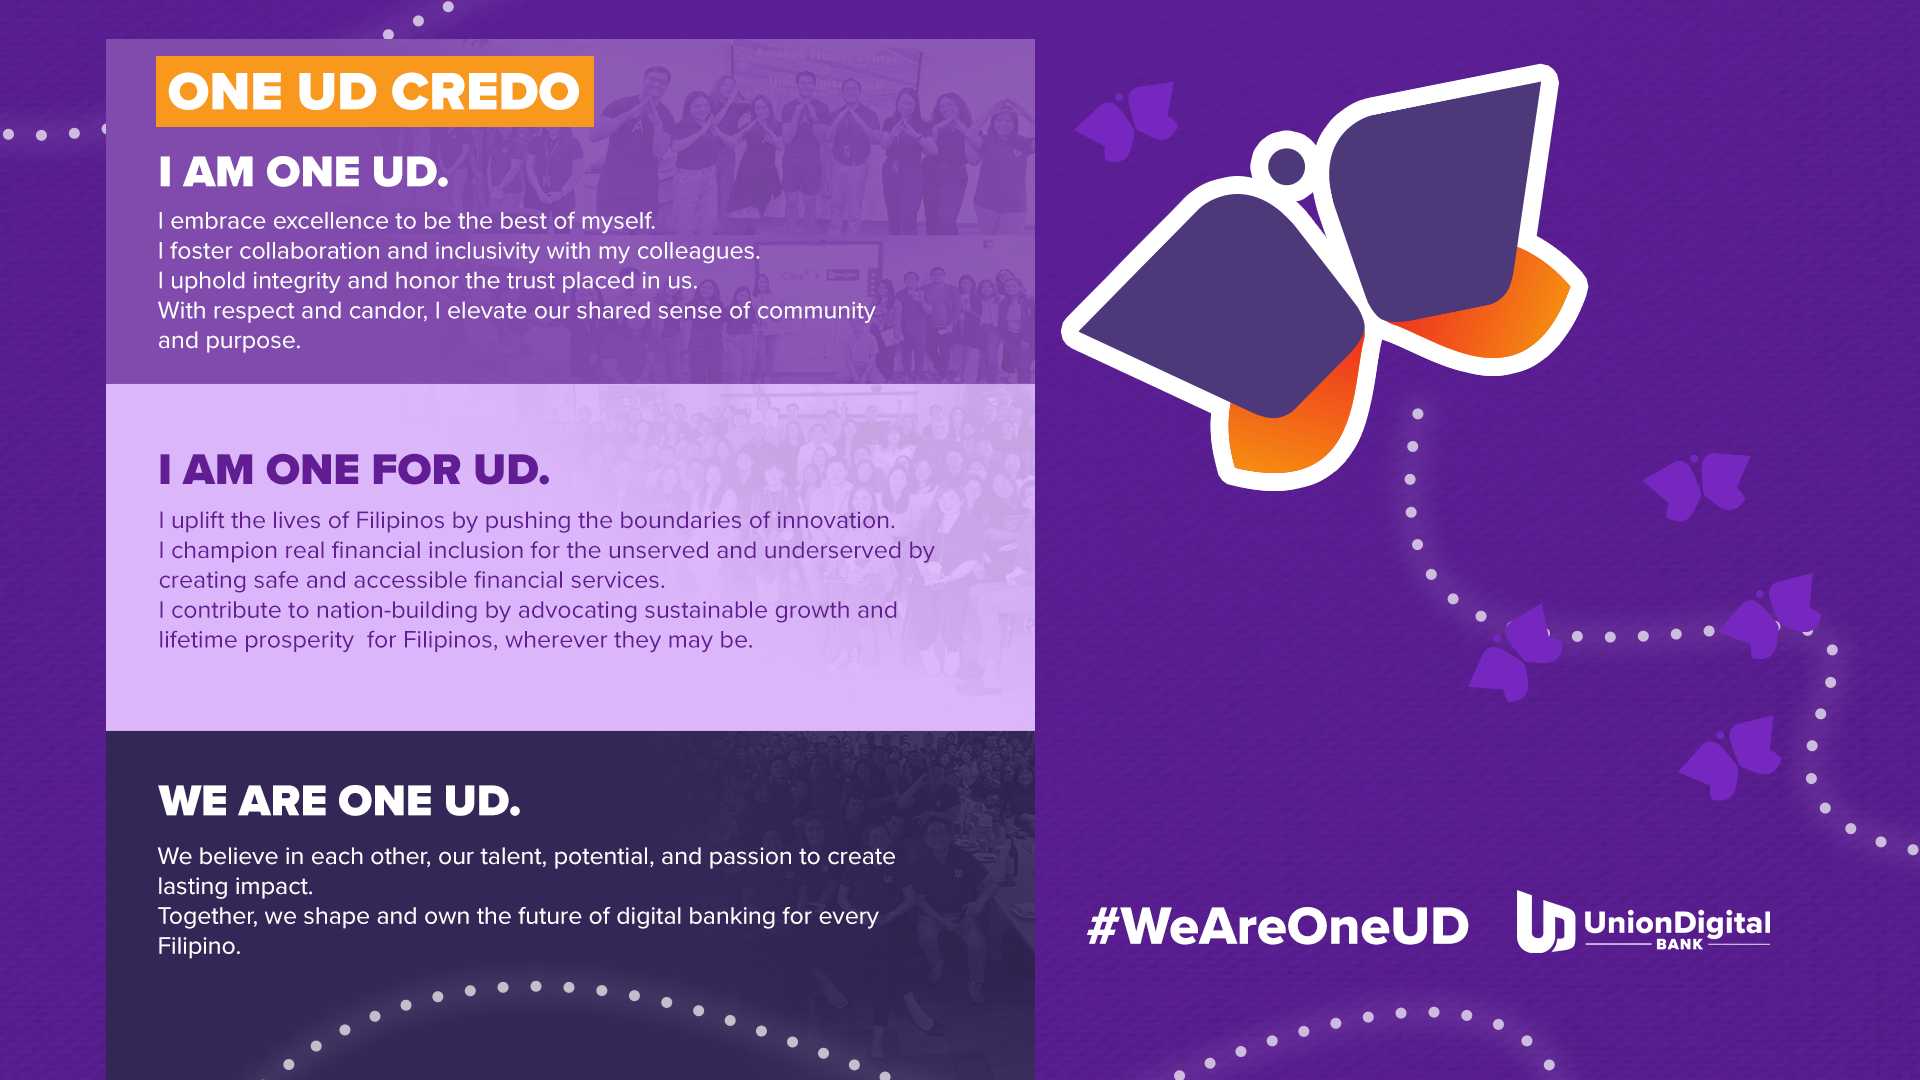 ONE UD CREDO
I AM ONE UD.
I embrace excellence to be the best of myself.
I foster collaboration and inclusivity with my colleagues.
I uphold integrity and honor the trust placed in us.
With respect and candor, I elevate our shared sense of community
and purpose.
I AM ONE FOR UD.
I uplift the lives of Filipinos by pushing the boundaries of innovation.
I champion real financial inclusion for the unserved and underserved by
creating safe and accessible financial services.
I contribute to nation-building by advocating sustainable growth and
lifetime prosperity  for Filipinos, wherever they may be.
WE ARE ONE UD.
We believe in each other, our talent, potential, and passion to create
lasting impact.
Together, we shape and own the future of digital banking for every
Filipino.
#WeAreOneUD
UnionDigital
BANK